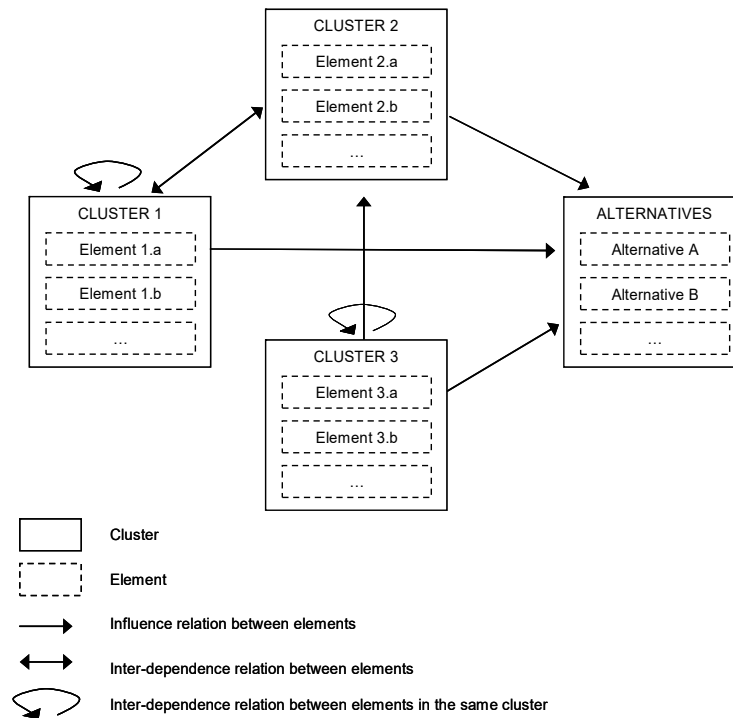 CLUSTER 2
Element 2.a
Element 2.b
...
CLUSTER 1
Element 1.a
Element 1.b
...
ALTERNATIVES
Alternative A
Alternative B
...
CLUSTER 3
Element 3.a
Element 3.b
...
Cluster
Element
Influence relation between elements
Inter-dependence relation between elements
Inter-dependence relation between elements in the same cluster